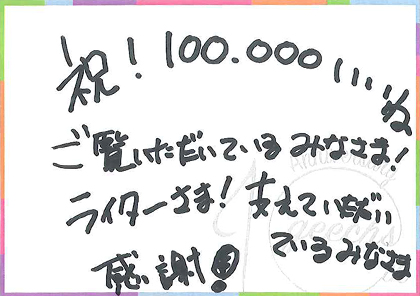 祝!100.000いいね
ご覧いただいているみなさま!
ライターさま!支えていただい
ているみなさま
感謝!!
Anniversary
geechs